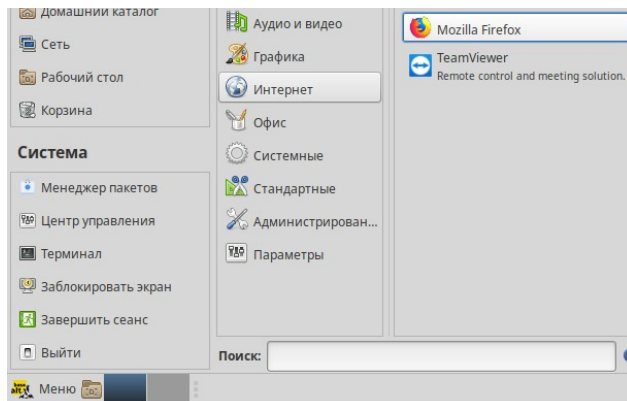 Домашний каталог
Сеть
Рабочий стол
Корзина
Система
Менеджер пакетов
Центр управления
Терминал
Заблокировать экран
Завершить сеанс
Выйти
Аудио и видео
Графика
Интернет
Офис
Системные
Стандартные
Администрирован...
Параметры
Mozilla Firefox
TeamViewer
Remote control and meeting solution.
Поиск:
Меню